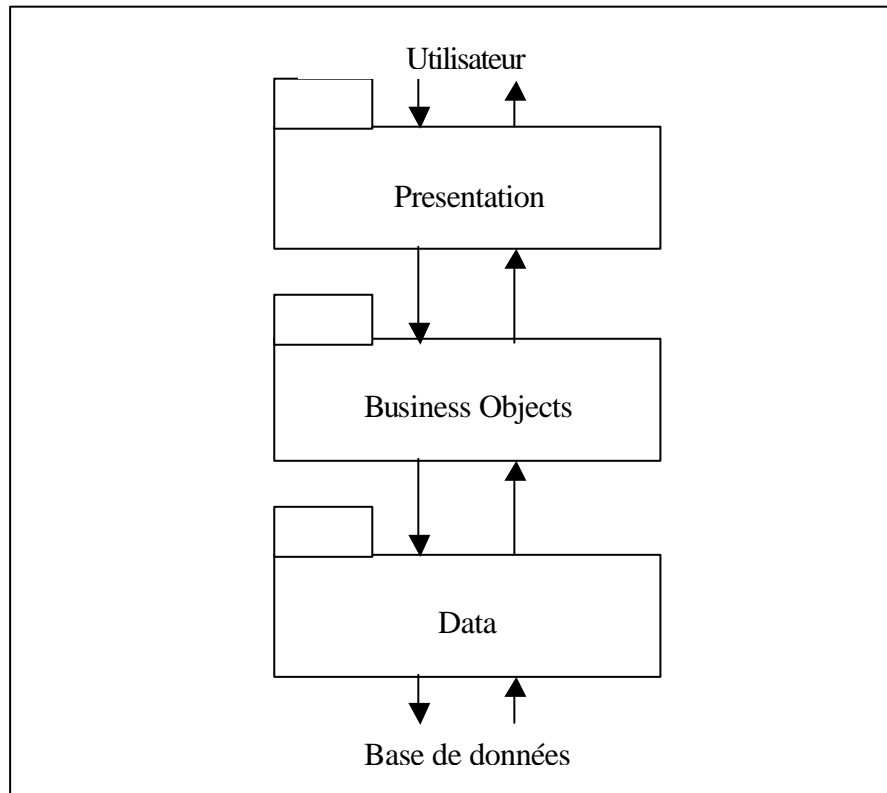 Utilisateur
Presentation
Business Objects
Data
Base de données